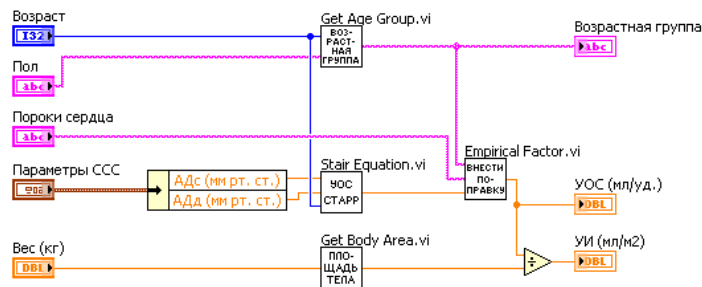 Возраст
I32
Get Age Group.vi
ВОЗ-
РАСТ-
НАЯ
ГРУППА
Возрастная группа
abc
Пол
abc
Пороки сердца
abc
Empirical Factor.vi
ВНЕСТИ
ПО-
ПРАВКУ
Параметры ССС
АДс (мм рт. ст.)
АДд (мм рт. ст.)
Stair Equation.vi
УОС
СТАРР
УОС (мл/уд.)
DBL
Вес (кг)
DBL
Get Body Area.vi
ПЛО-
ЩАДЬ
ТЕЛА
÷
УИ (мл/м2)
DBL